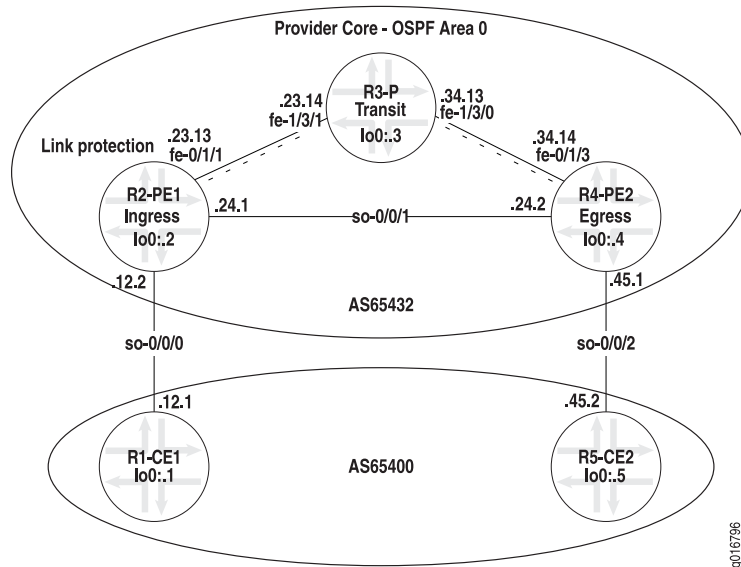 Provider Core - OSPF Area 0
R3-P
Transit
lo0:.3
.23.14
fe-1/3/1
.34.13
fe-1/3/0
.23.13
fe-0/1/1
Link protection
.34.14
fe-0/1/3
R2-PE1
Ingress
lo0:.2
.24.1
so-0/0/1
.24.2
R4-PE2
Egress
lo0:.4
.12.2
.45.1
AS65432
so-0/0/0
so-0/0/2
.12.1
.45.2
R1-CE1
lo0:.1
AS65400
R5-CE2
lo0:.5
g016796